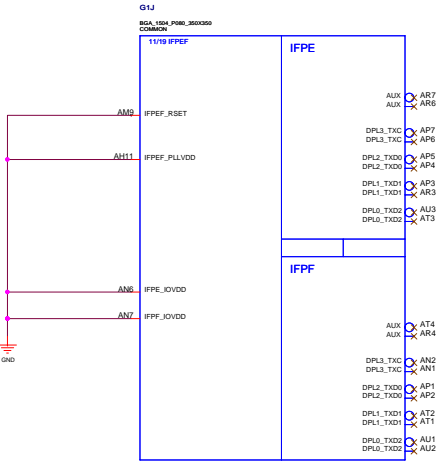 G1J
BGA_1504_P080_350X350
COMMON
11/19 IFPEF
IFPE
AUX AR7
AUX AR6
AM9 IFPEF_RSET
DPL3_TXC AP7
DPL3_TXC AP6
AH11 IFPEF_PLLVDD
DPL2_TXD0 AP5
DPL2_TXD0 AP4
DPL1_TXD1 AP3
DPL1_TXD1 AR3
DPL0_TXD2 AU3
DPL0_TXD2 AT3
IFPF
AN6 IFPE_IOVDD
AN7 IFPF_IOVDD
AUX AT4
AUX AR4
GND
DPL3_TXC AN2
DPL3_TXC AN1
DPL2_TXD0 AP1
DPL2_TXD0 AP2
DPL1_TXD1 AT2
DPL1_TXD1 AT1
DPL0_TXD2 AU1
DPL0_TXD2 AU2